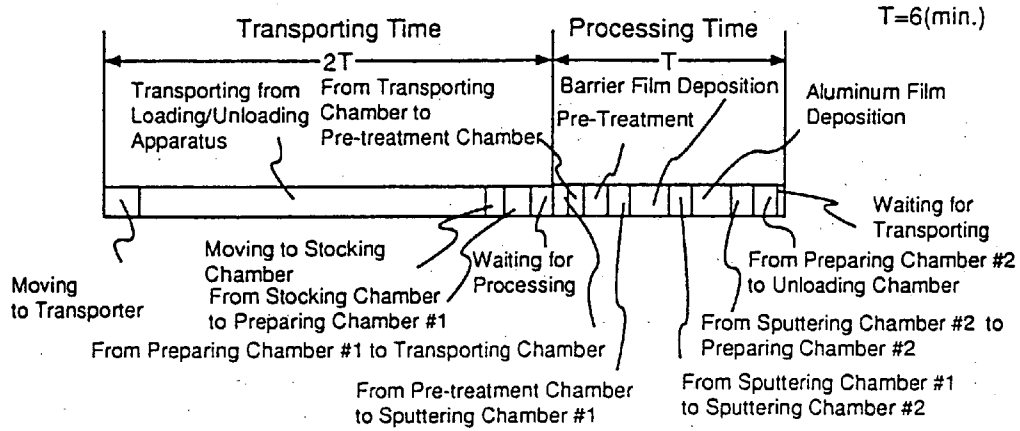 T=6(min.)
Transporting Time
Processing Time
2T
T
Transporting from
Loading/Unloading
Apparatus
From Transporting
Chamber to
Pre-treatment Chamber
Barrier Film Deposition
Pre-Treatment
Aluminum Film
Deposition
Moving
to Transporter
Moving to Stocking
Chamber
From Stocking Chamber
to Preparing Chamber #1
Waiting for
Processing
Waiting for
Transporting
From Preparing Chamber #2
to Unloading Chamber
From Preparing Chamber #1 to Transporting Chamber
From Sputtering Chamber #2 to
Preparing Chamber
#2
From Pre-treatment Chamber
to Sputtering Chamber #1
From Sputtering Chamber #1
to Sputtering Chamber
#2